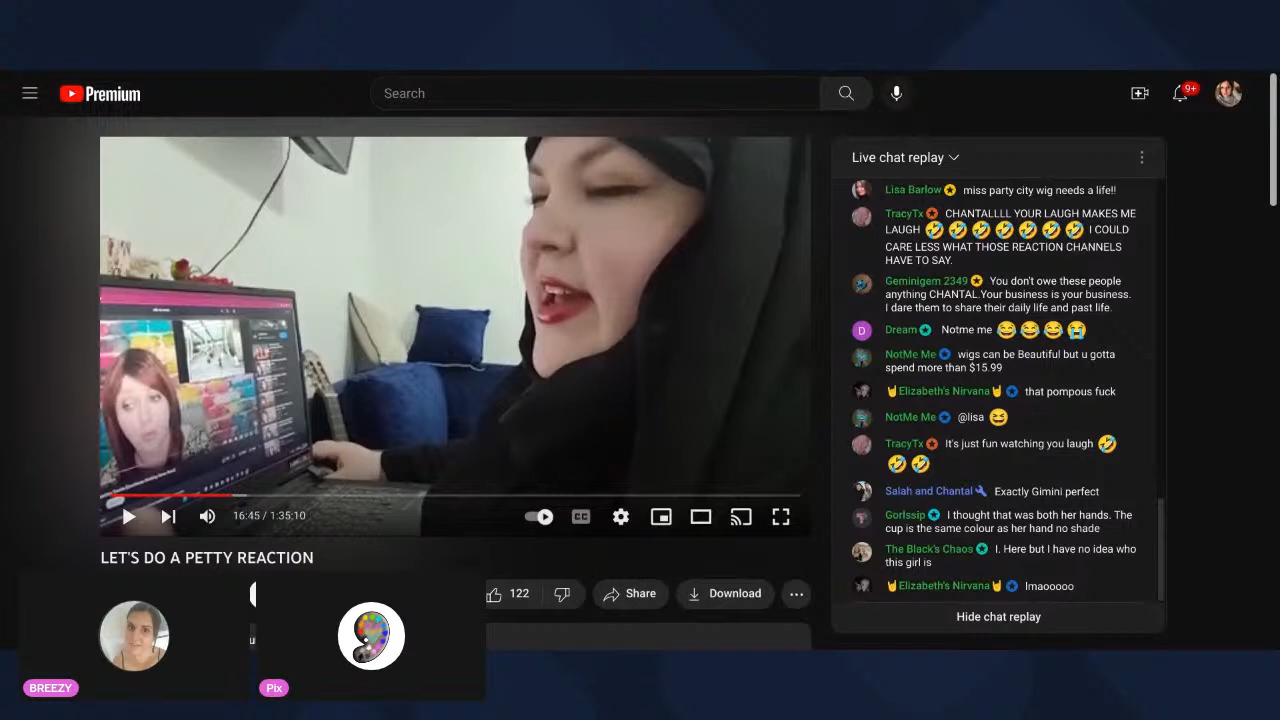 Premium
Search
9+
Live chat replay
Lisa Barlow miss party city wig needs a life!!
TracyTx CHANTALLLL YOUR LAUGH MAKES ME
LAUGH 🤣🤣🤣🤣🤣🤣🤣 I COULD
CARE LESS WHAT THOSE REACTION CHANNELS
HAVE TO SAY.
Geminigem 2349 You don't owe these people
anything CHANTAL.Your business is your business.
I dare them to share their daily life and past life.
D
Dream Notme me 😂😂😂😭
NotMe Me wigs can be Beautiful but u gotta
spend more than $15.99
🤘Elizabeth's Nirvana🤘 that pompous fuck
NotMe Me @lisa 😆
TracyTx It's just fun watching you laugh 🤣
🤣🤣
Salah and Chantal Exactly Gimini perfect
Gorlssip I thought that was both her hands. The
cup is the same colour as her hand no shade
The Black's Chaos I. Here but I have no idea who
this girl is
🤘Elizabeth's Nirvana🤘 lmaooooo
Hide chat replay
16:45 / 1:35:10
CC
LET'S DO A PETTY REACTION
122
Share
Download
BREEZY
Pix